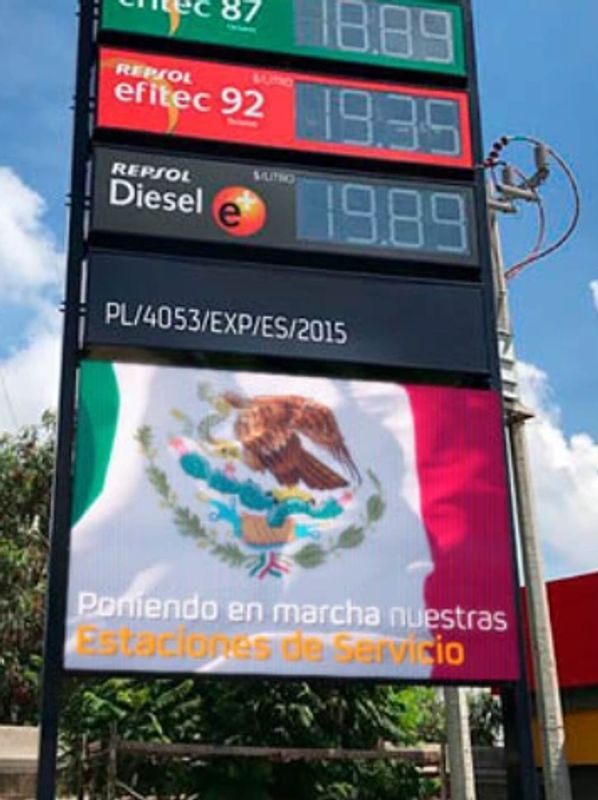 efitec 87
18.89
REPSOL
$/LITRO
efitec 92
19.35
REPSOL
$/LITRO
Diesel e+
19.89
PL/4053/EXP/ES/2015
Poniendo en marcha nuestras
Estaciones de Servicio